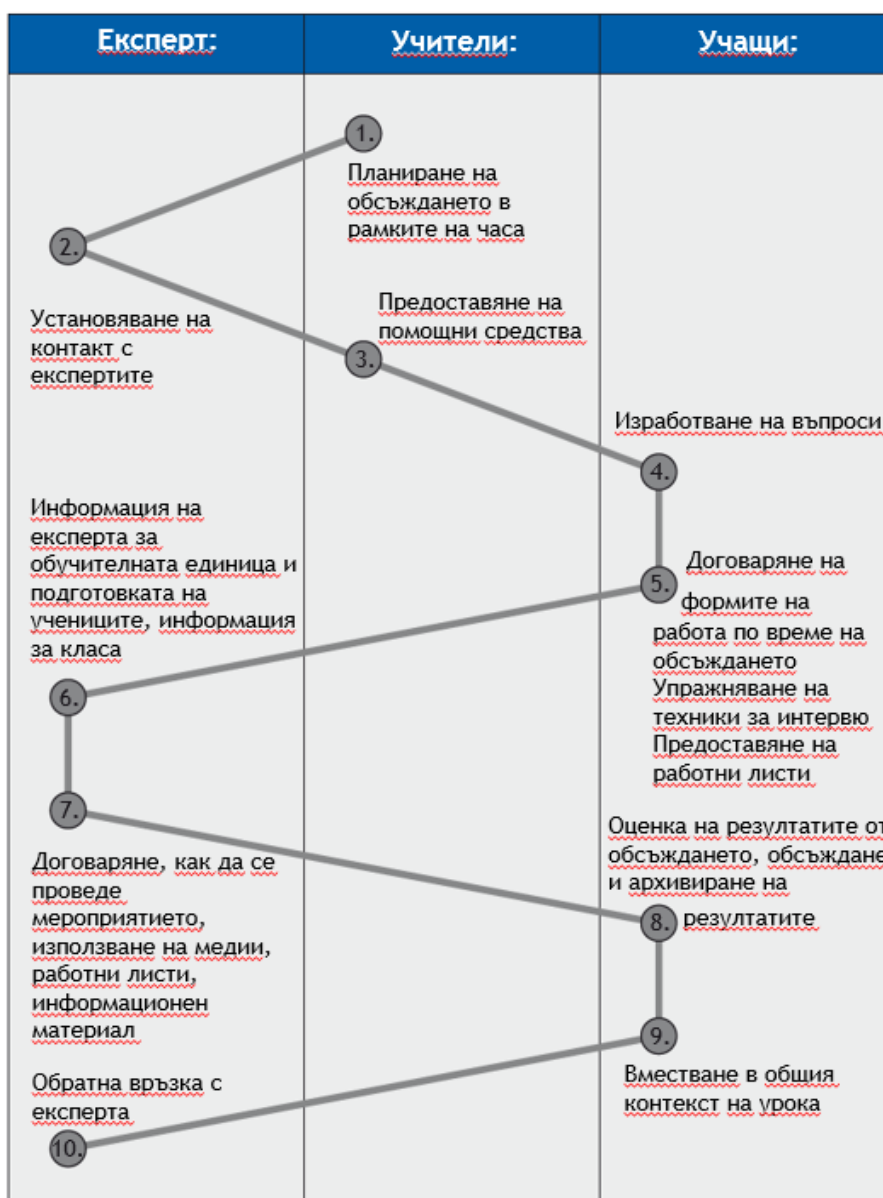 Експерт:
Учители:
Учащи:
1.
Планиране на
обсъждането в
рамките на часа
2.
Установяване на
контакт с
експертите
Предоставяне на
помощни средства
3.
Изработване на въпроси
4.
Информация на
експерта за
обучителната единица и
подготовката на
учениците, информация
за класа
5.
Договаряне на
формите на
работа по време на
обсъждането
Упражняване на
техники за интервю
Предоставяне на
работни листи
6.
7.
Договаряне, как да се
проведе
мероприятието,
използване на медии,
работни листи,
информационен
материал
Оценка на резултатите от
обсъждането, обсъждане
и архивиране на
8.
резултатите
9.
Вместване в общия
контекст на урока
Обратна връзка с
експерта
10.